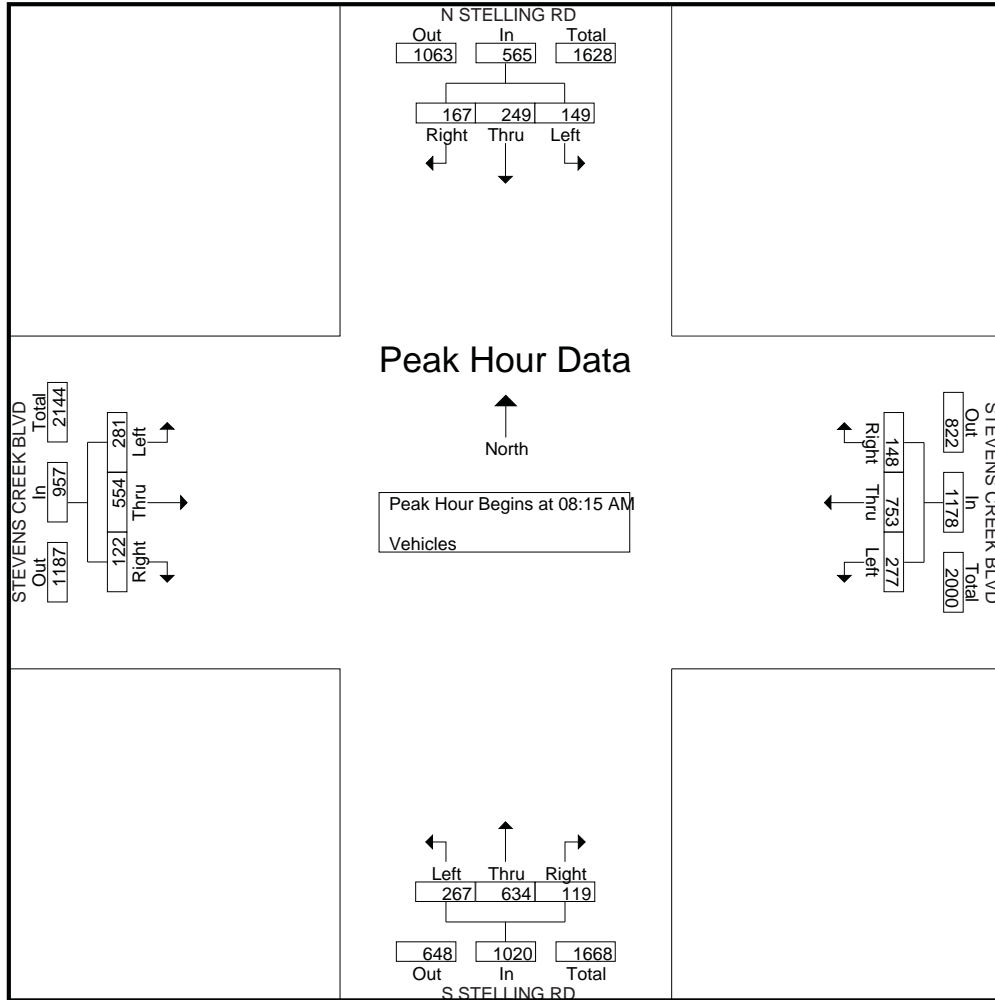 N STELLING RD
Out In Total
1063 565 1628
167 249 149
Right Thru Left
Peak Hour Data
North
Peak Hour Begins at 08:15 AM
Vehicles
STEVENS CREEK BLVD
Total In Out
2144 957 1187
281 554 122
Left Thru Right
Right Thru Left
148 753 277
822 1178 2000
Out In Total
STEVENS CREEK BLVD
Left Thru Right
267 634 119
648 1020 1668
Out In Total
S STELLING RD